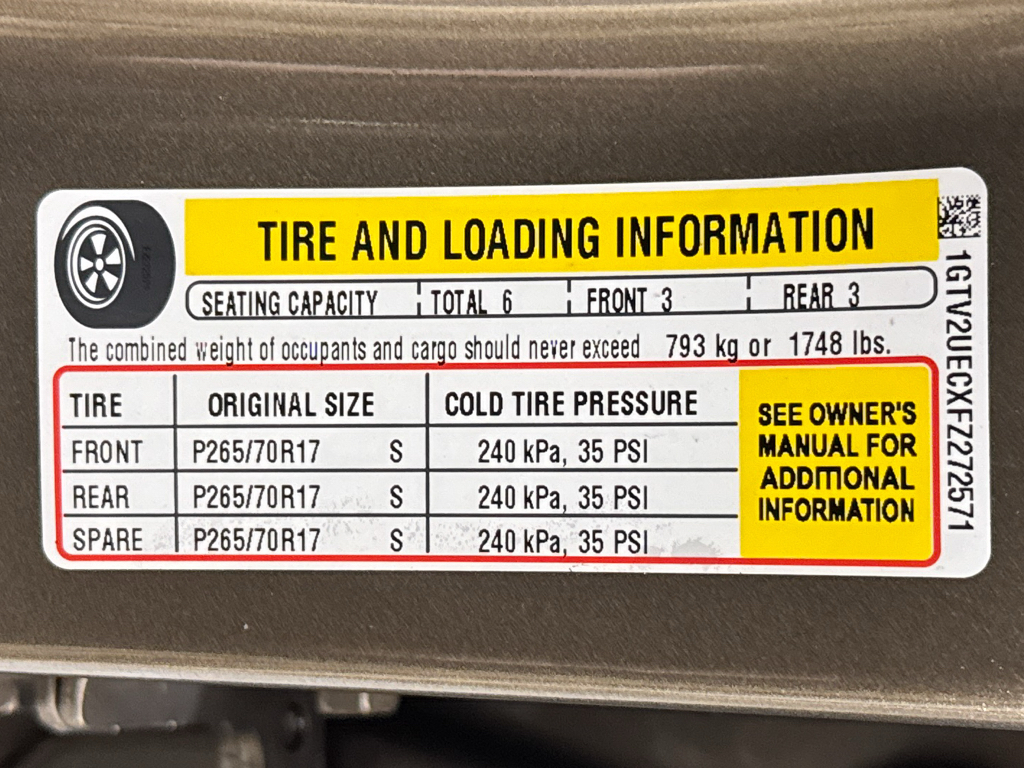 TIRE AND LOADING INFORMATION
SEATING CAPACITY TOTAL 6 FRONT 3 REAR 3
The combined weight of occupants and cargo should never exceed 793 kg or 1748 lbs.
TIRE ORIGINAL SIZE COLD TIRE PRESSURE
FRONT P265/70R17 S 240 kPa, 35 PSI
REAR P265/70R17 S 240 kPa, 35 PSI
SPARE P265/70R17 S 240 kPa, 35 PSI
SEE OWNER'S
MANUAL FOR
ADDITIONAL
INFORMATION
1GTV2UECXFZ272571